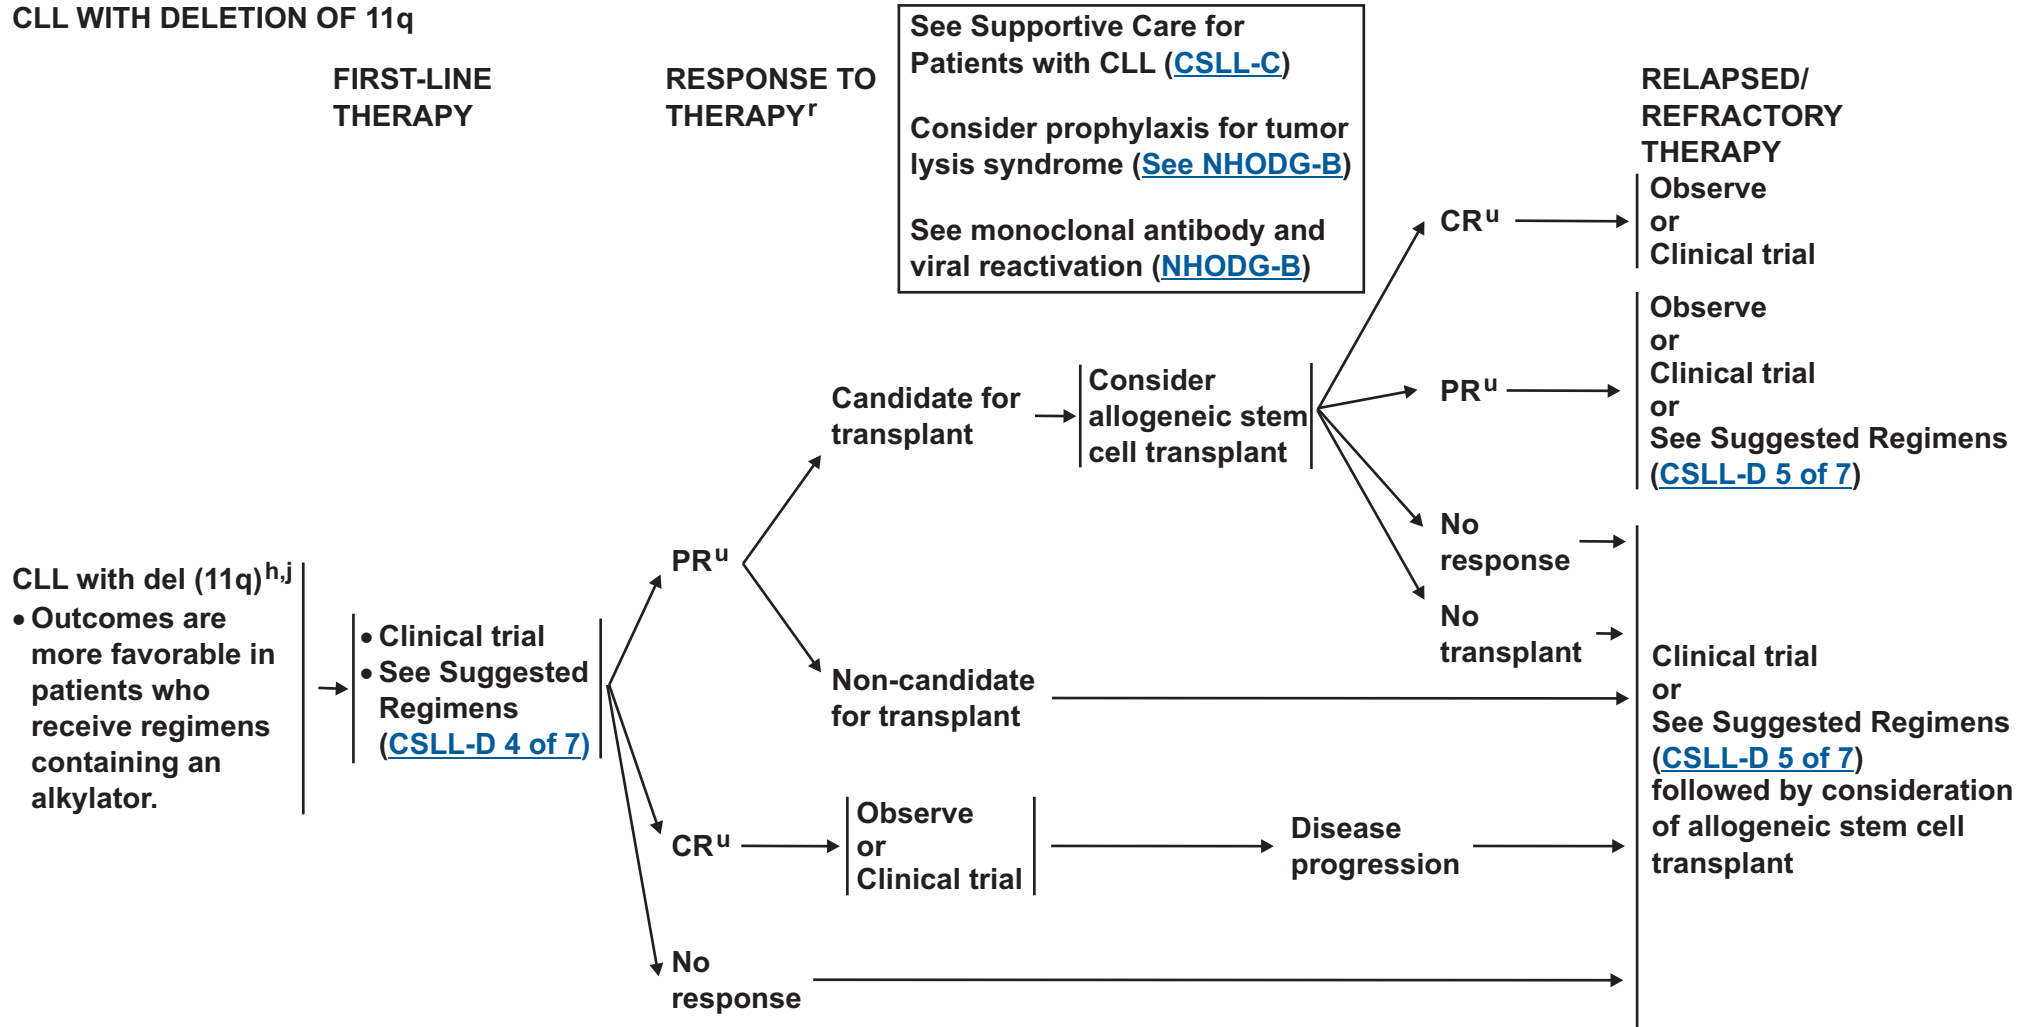 CLL WITH DELETION OF 11q
FIRST-LINE
THERAPY
RESPONSE TO
THERAPYr
See Supportive Care for
Patients with CLL (CSLL-C)
Consider prophylaxis for tumor
lysis syndrome (See NHODG-B)
See monoclonal antibody and
viral reactivation (NHODG-B)
RELAPSED/
REFRACTORY
THERAPY
CLL with del (11q)h,j
• Outcomes are
more favorable in
patients who
receive regimens
containing an
alkylator.
• Clinical trial
• See Suggested
Regimens
(CSLL-D 4 of 7)
PRu
Candidate for
transplant
Consider
allogeneic stem
cell transplant
CRu
Observe
or
Clinical trial
PRu
Observe
or
Clinical trial
or
See Suggested Regimens
(CSLL-D 5 of 7)
No
response
No
transplant
Non-candidate
for transplant
CRu
Observe
or
Clinical trial
Disease
progression
No
response
Clinical trial
or
See Suggested Regimens
(CSLL-D 5 of 7)
followed by consideration
of allogeneic stem cell
transplant